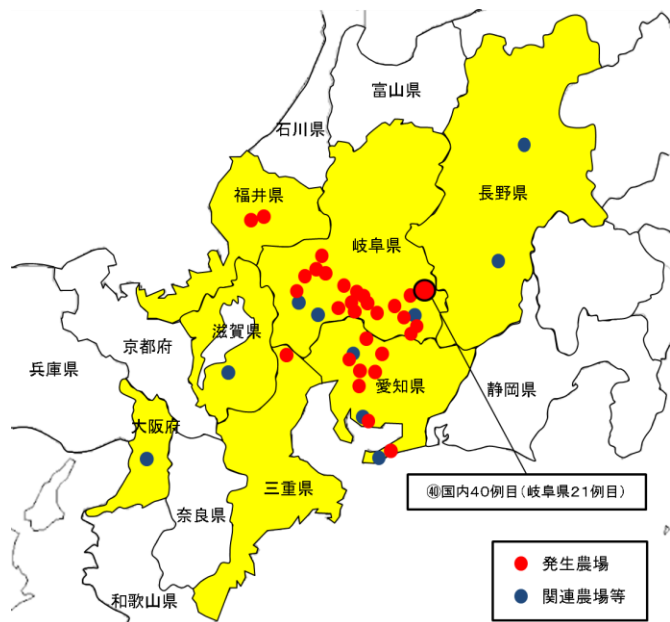 富山県
石川県
長野県
福井県
岐阜県
滋賀県
京都府
兵庫県
静岡県
愛知県
大阪府
三重県
㊵国内40例目(岐阜県21例目)
奈良県
発生農場
和歌山県
関連農場等